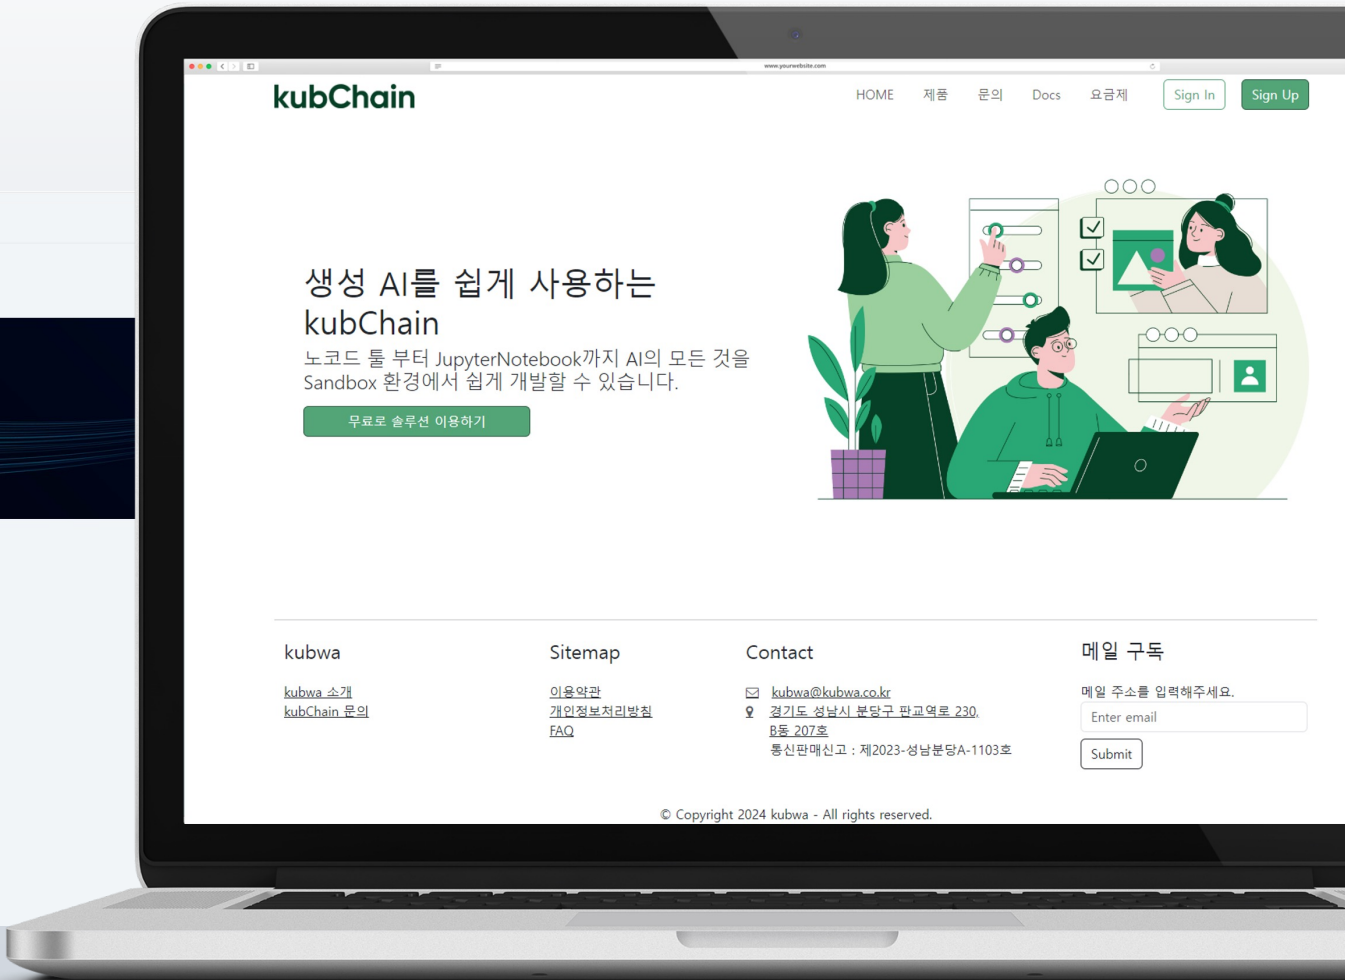 www.yourwebsite.com
kubChain
HOME 제품 문의 Docs 요금제 Sign In Sign Up
생성 AI를 쉽게 사용하는
kubChain
노코드 툴 부터 JupyterNotebook까지 AI의 모든 것을
Sandbox 환경에서 쉽게 개발할 수 있습니다.
무료로 솔루션 이용하기
kubwa
kubwa 소개
kubChain 문의
Sitemap
이용약관
개인정보처리방침
FAQ
Contact
kubwa@kubwa.co.kr
경기도 성남시 분당구 판교역로 230,
B동 207호
통신판매신고 : 제2023-성남분당A-1103호
메일 구독
메일 주소를 입력해주세요.
Enter email
Submit
© Copyright 2024 kubwa - All rights reserved.